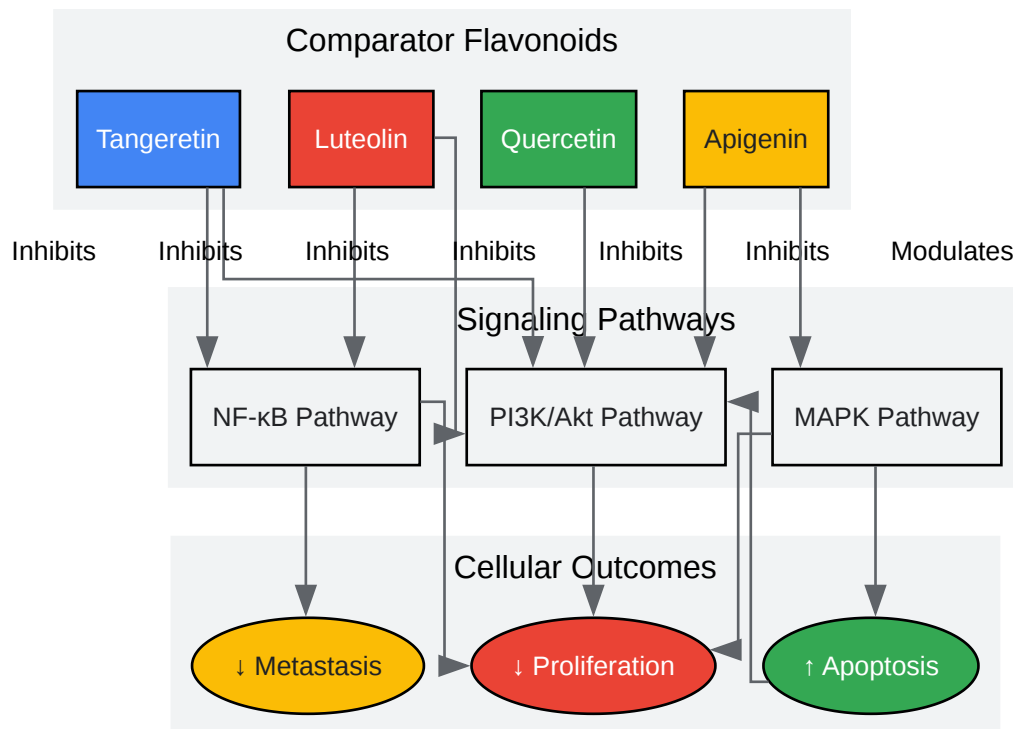 Comparator Flavonoids
Tangeretin
Luteolin
Quercetin
Apigenin
Inhibits
Inhibits
Inhibits
Inhibits
Inhibits
Inhibits
Modulates
Signaling Pathways
NF-κB Pathway
PI3K/Akt Pathway
MAPK Pathway
Cellular Outcomes
↓ Metastasis
↓ Proliferation
↑ Apoptosis